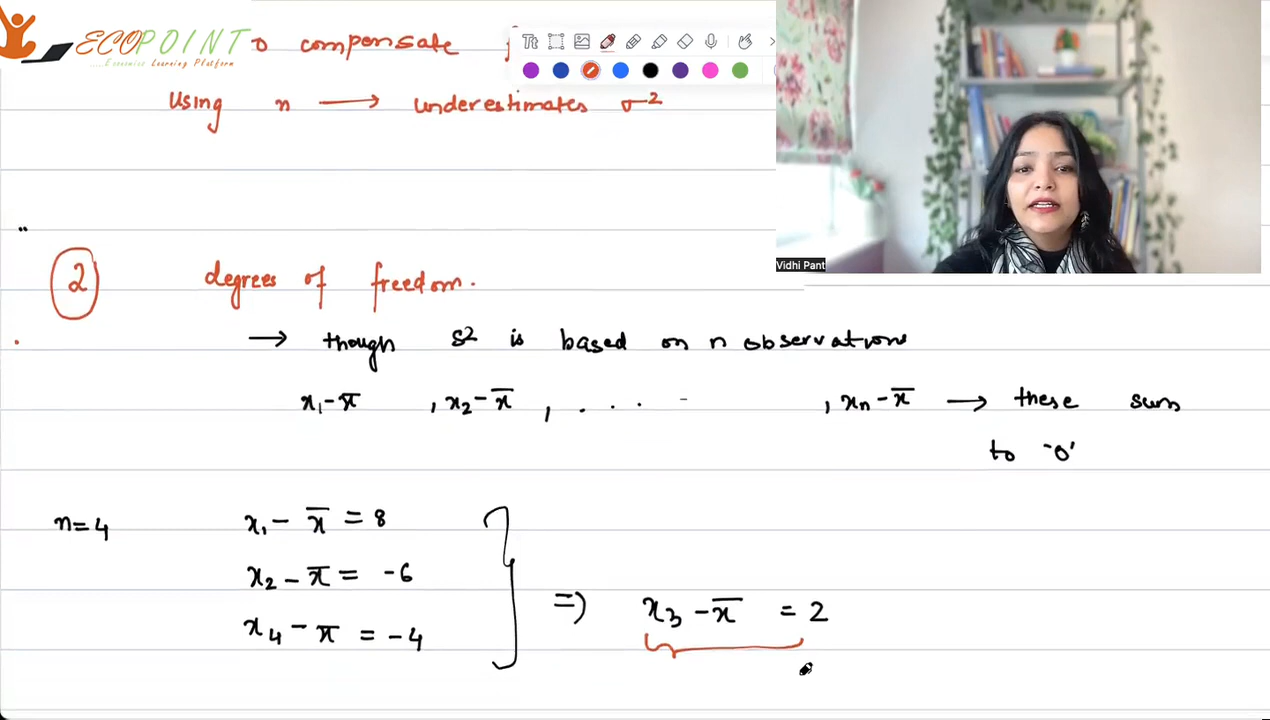 ECOPOINT
....Economics Learning Platform
to compensate
Using n → underestimates σ²
Vidhi Pant
2 degrees of freedom.
→ though s² is based on n observations
x₁ - x̅ , x₂ - x̅ , . . . - , xₙ - x̅ → these sum
to '0'
n=4 x₁ - x̅ = 8
x₂ - x̅ = -6
⇒ x₃ - x̅ = 2
x₄ - x̅ = -4